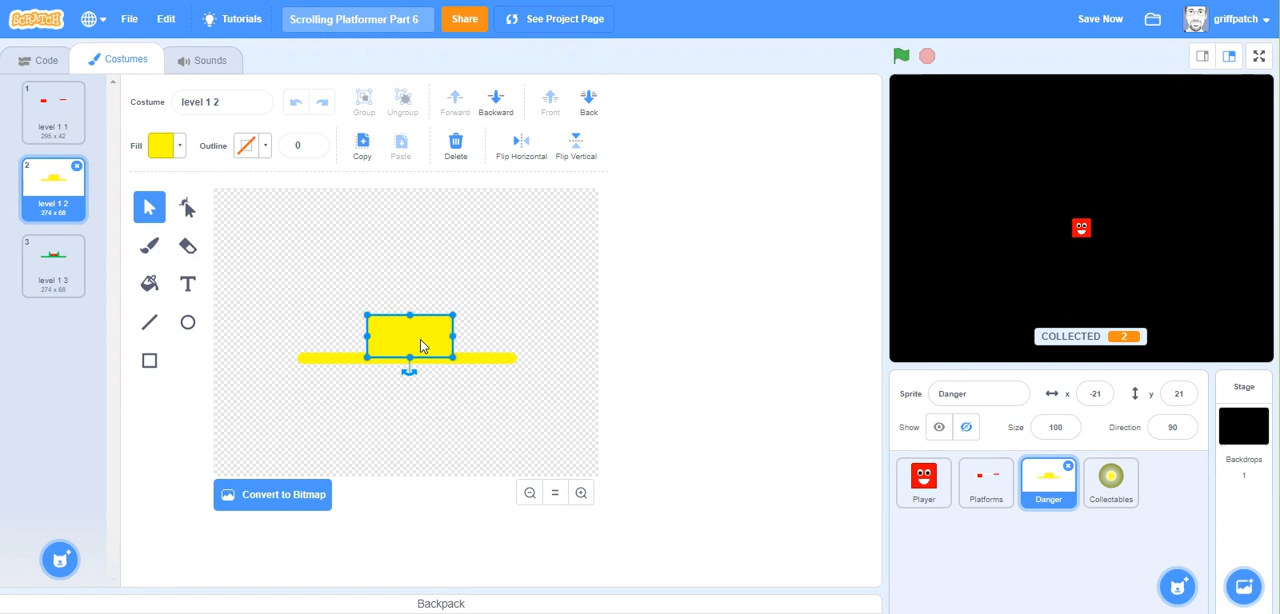 SCRATCH File Edit Tutorials Scrolling Platformer Part 6 Share See Project Page Save Now griffpatch
Code Costumes Sounds
1
level 1 1
295 x 42
2
level 1 2
274 x 68
3
level 1 3
274 x 68
Costume level 1 2 Group Ungroup Forward Backward Front Back
Fill Outline 0 Copy Paste Delete Flip Horizontal Flip Vertical
T
Convert to Bitmap
Backpack
COLLECTED 2
Sprite Danger x -21 y 21
Show Size 100 Direction 90
Player Platforms Danger Collectables
Stage
Backdrops
1